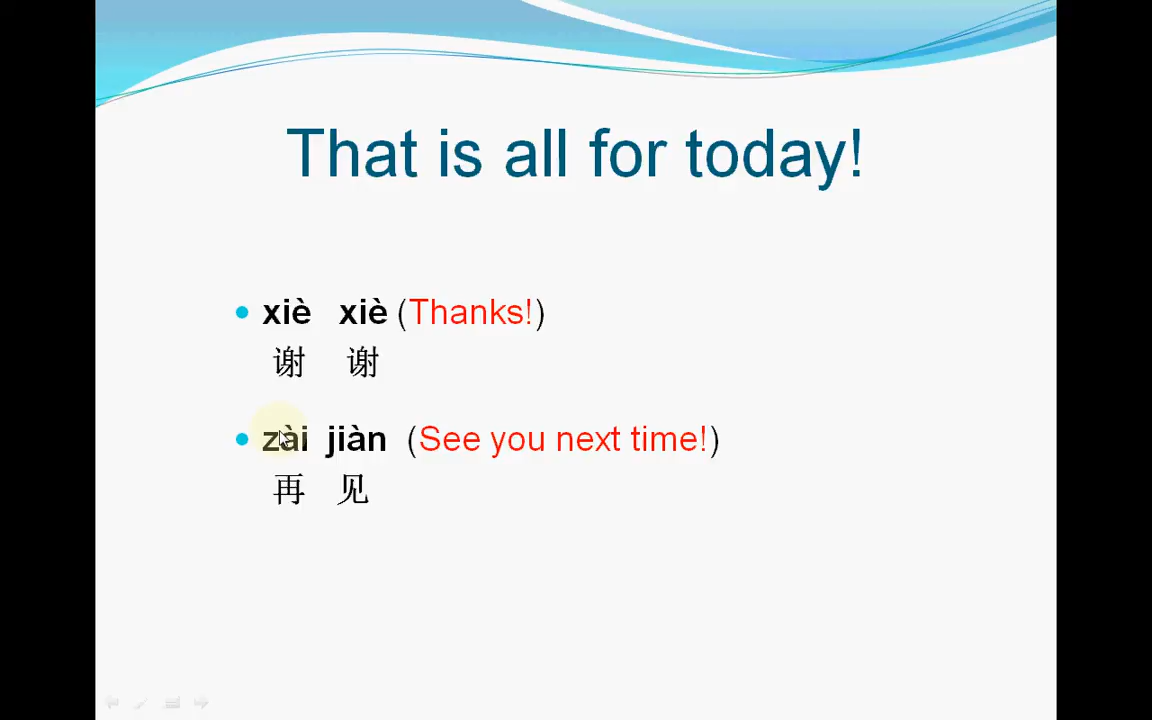 That is all for today!
• xiè xiè (Thanks!)
谢 谢
• zài jiàn (See you next time!)
再 见